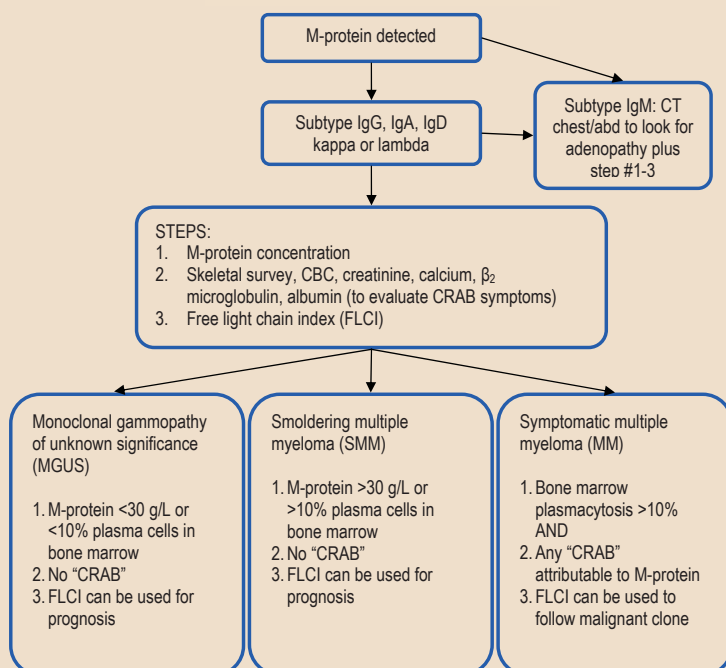 M-protein detected
Subtype IgG, IgA, IgD
kappa or lambda
Subtype IgM: CT
chest/abd to look for
adenopathy plus
step #1-3
STEPS:
1. M-protein concentration
2. Skeletal survey, CBC, creatinine, calcium, β₂
microglobulin, albumin (to evaluate CRAB symptoms)
3. Free light chain index (FLCI)
Monoclonal gammopathy
of unknown significance
(MGUS)
1. M-protein <30 g/L or
<10% plasma cells in
bone marrow
2. No “CRAB”
3. FLCI can be used for
prognosis
Smoldering multiple
myeloma (SMM)
1. M-protein >30 g/L or
>10% plasma cells in
bone marrow
2. No “CRAB”
3. FLCI can be used for
prognosis
Symptomatic multiple
myeloma (MM)
1. Bone marrow
plasmacytosis >10%
AND
2. Any “CRAB”
attributable to M-protein
3. FLCI can be used to
follow malignant clone